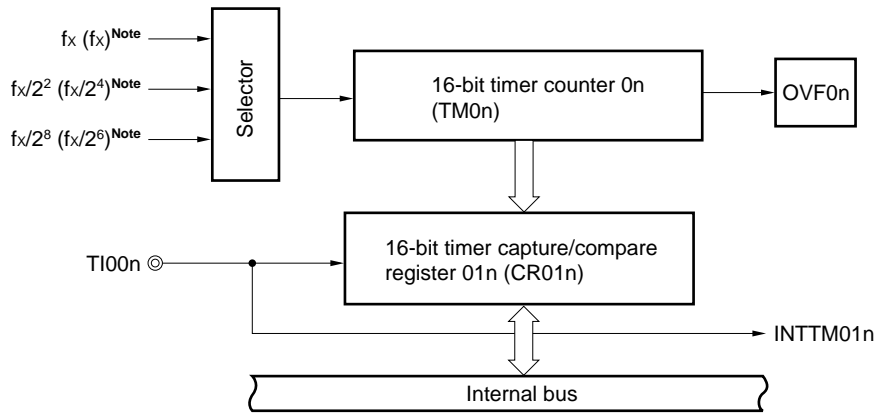 fx (fx)Note
fx/2² (fx/2⁴)Note
fx/2⁸ (fx/2⁶)Note
Selector
16-bit timer counter 0n
(TM0n)
OVF0n
TI00n
16-bit timer capture/compare
register 01n (CR01n)
INTTM01n
Internal bus